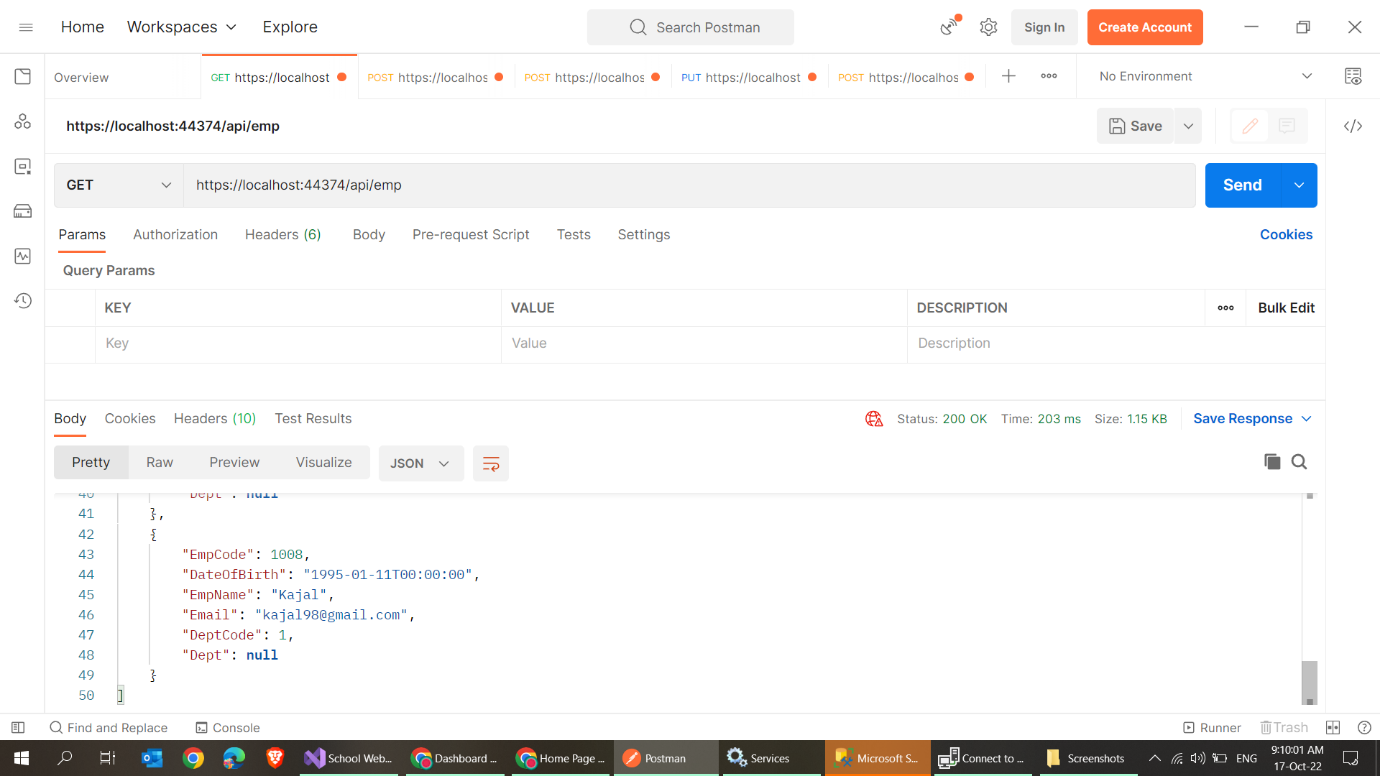 Home Workspaces Explore Search Postman Sign In Create Account
Overview GET https://localhost POST https://localhos POST https://localhos PUT https://localhost POST https://localhos No Environment
https://localhost:44374/api/emp Save
GET https://localhost:44374/api/emp Send
Params Authorization Headers (6) Body Pre-request Script Tests Settings Cookies
Query Params
KEY VALUE DESCRIPTION Bulk Edit
Key Value Description
Body Cookies Headers (10) Test Results Status: 200 OK Time: 203 ms Size: 1.15 KB Save Response
Pretty Raw Preview Visualize JSON
40 "Dept": null
41 },
42 {
43 "EmpCode": 1008,
44 "DateOfBirth": "1995-01-11T00:00:00",
45 "EmpName": "Kajal",
46 "Email": "kajal98@gmail.com",
47 "DeptCode": 1,
48 "Dept": null
49 }
50 ]
Find and Replace Console Runner Trash
School Web... Dashboard ... Home Page ... Postman Services Microsoft S... Connect to ... Screenshots ENG 9:10:01 AM
17-Oct-22